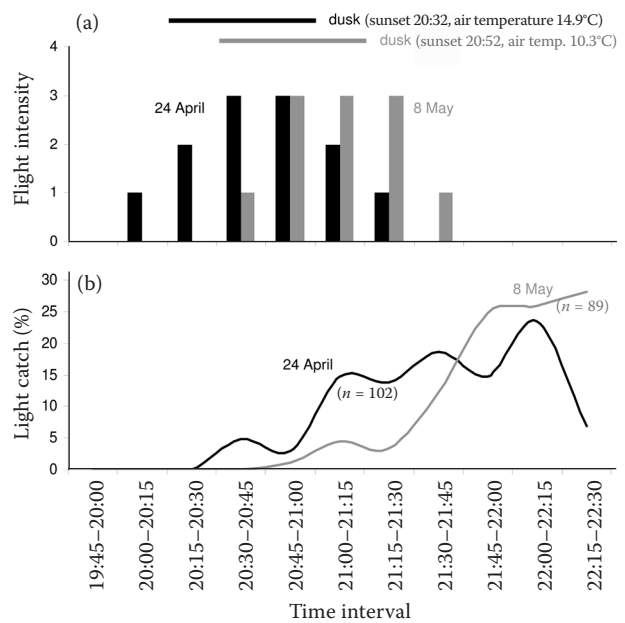 (a)
dusk (sunset 20:32, air temperature 14.9°C)
dusk (sunset 20:52, air temp. 10.3°C)
Flight intensity
4
3
2
1
0
24 April
8 May
(b)
Light catch (%)
30
25
20
15
10
5
0
8 May
(n = 89)
24 April
(n = 102)
19:45–20:00
20:00–20:15
20:15–20:30
20:30–20:45
20:45–21:00
21:00–21:15
21:15–21:30
21:30–21:45
21:45–22:00
22:00–22:15
22:15–22:30
Time interval